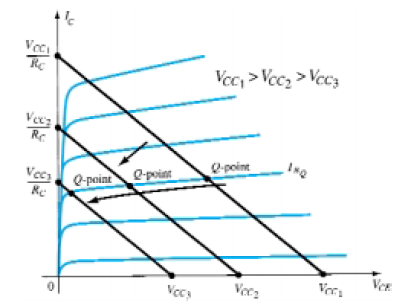 I_C
V_CC1
R_C
V_CC1 > V_CC2 > V_CC3
V_CC2
R_C
V_CC3
R_C
Q-point Q-point Q-point I_BQ
0 V_CC3 V_CC2 V_CC1 V_CE